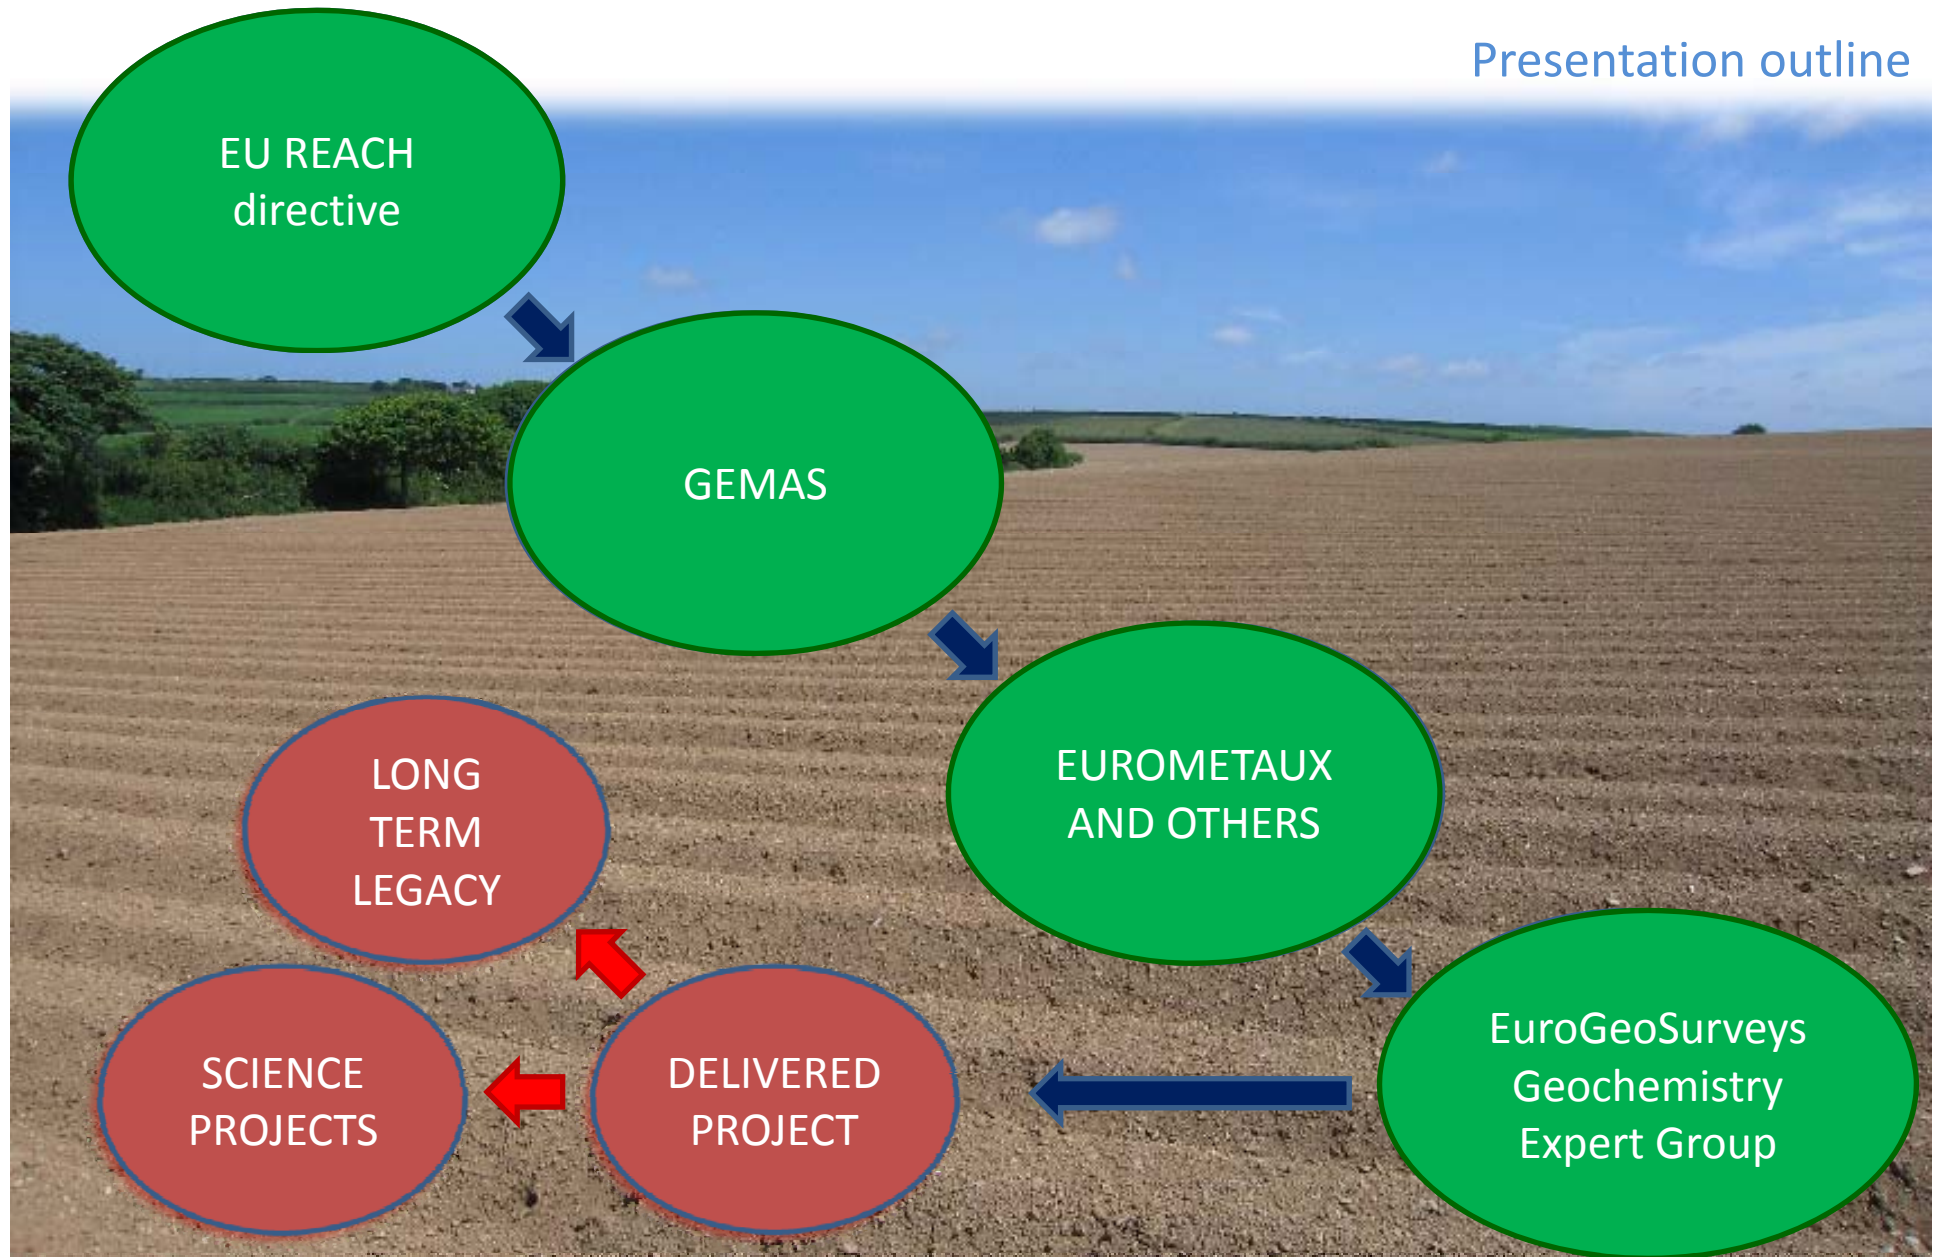 Presentation outline
EU REACH
directive
GEMAS
EUROMETAUX
AND OTHERS
EuroGeoSurveys
Geochemistry
Expert Group
DELIVERED
PROJECT
LONG
TERM
LEGACY
SCIENCE
PROJECTS